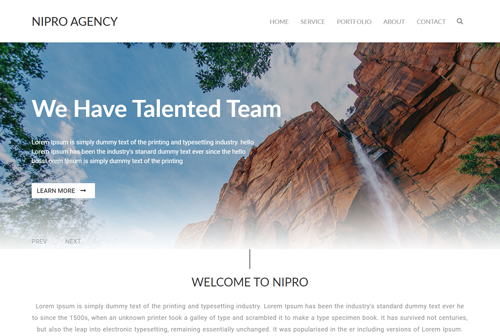 NIPRO AGENCY
HOME SERVICE PORTFOLIO ABOUT CONTACT
We Have Talented Team
Lorem Ipsum is simply dummy text of the printing and typesetting industry. hello
Lorem Ipsum has been the industry's stanard dummy text ever since the hello
bossLorem Ipsum is simply dummy text of the printing
LEARN MORE
PREV NEXT
WELCOME TO NIPRO
Lorem Ipsum is simply dummy text of the printing and typesetting industry. Lorem Ipsum has been the industry's standard dummy text ever
to since the 1500s, when an unknown printer took a galley of type and scrambled it to make a type specimen book. it has survived not centuries,
but also the leap into electronic typesetting, remaining essentially unchanged. It was popularised in the er including versions of Lorem Ipsum.